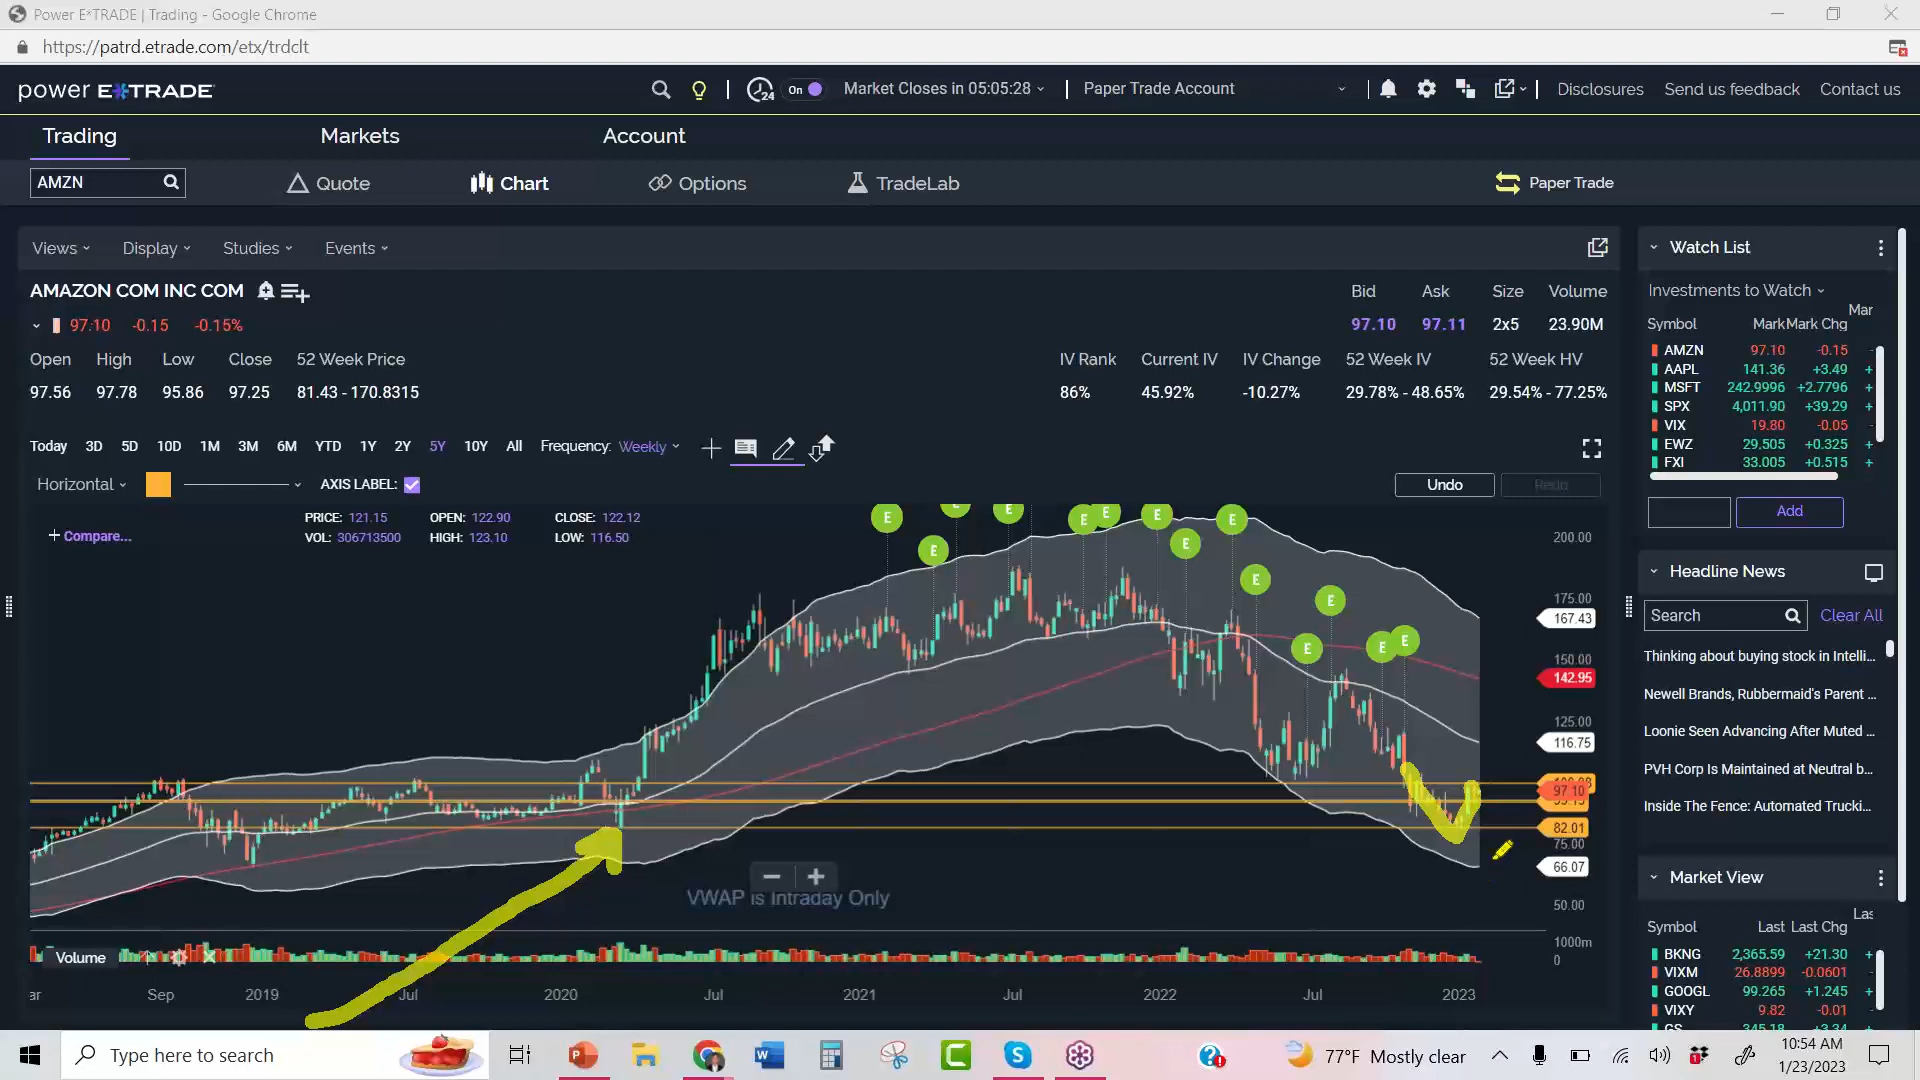 Power E*TRADE | Trading - Google Chrome
https://patrd.etrade.com/etx/trdclt
power E*TRADE
24
On
Market Closes in 05:05:28
Paper Trade Account
Disclosures
Send us feedback
Contact us
Trading
Markets
Account
AMZN
Quote
Chart
Options
TradeLab
Paper Trade
Views
Display
Studies
Events
AMAZON COM INC COM
97.10 -0.15 -0.15%
Bid Ask Size Volume
97.10 97.11 2x5 23.90M
Open High Low Close 52 Week Price
97.56 97.78 95.86 97.25 81.43 - 170.8315
IV Rank Current IV IV Change 52 Week IV 52 Week HV
86% 45.92% -10.27% 29.78% - 48.65% 29.54% - 77.25%
Today 3D 5D 10D 1M 3M 6M YTD 1Y 2Y 5Y 10Y All Frequency: Weekly
Horizontal
AXIS LABEL:
Undo
Redo
Compare...
PRICE: 121.15 OPEN: 122.90 CLOSE: 122.12
VOL: 306713500 HIGH: 123.10 LOW: 116.50
E
E
E
E
E
E
E
E
E
E
E
E
E
200.00
175.00
167.43
150.00
142.95
125.00
116.75
97.10
82.01
75.00
66.07
50.00
1000m
0
VWAP is Intraday Only
Volume
ar Sep 2019 Jul 2020 Jul 2021 Jul 2022 Jul 2023
Watch List
Investments to Watch
Mar
Symbol Mark Mark Chg
AMZN 97.10 -0.15 -
AAPL 141.36 +3.49 +
MSFT 242.9996 +2.7796 +
SPX 4,011.90 +39.29 +
VIX 19.80 -0.05 -
EWZ 29.505 +0.325 +
FXI 33.005 +0.515 +
Add
Headline News
Search
Clear All
Thinking about buying stock in Intelli...
Newell Brands, Rubbermaid's Parent ...
Loonie Seen Advancing After Muted ...
PVH Corp Is Maintained at Neutral b...
Inside The Fence: Automated Trucki...
Market View
Las
Symbol Last Last Chg
BKNG 2,365.59 +21.30 +
VIXM 26.8899 -0.0601 -
GOOGL 99.265 +1.245 +
VIXY 9.82 -0.01 -
GS 345.18 +3.34 +
Type here to search
77°F Mostly clear
10:54 AM
1/23/2023